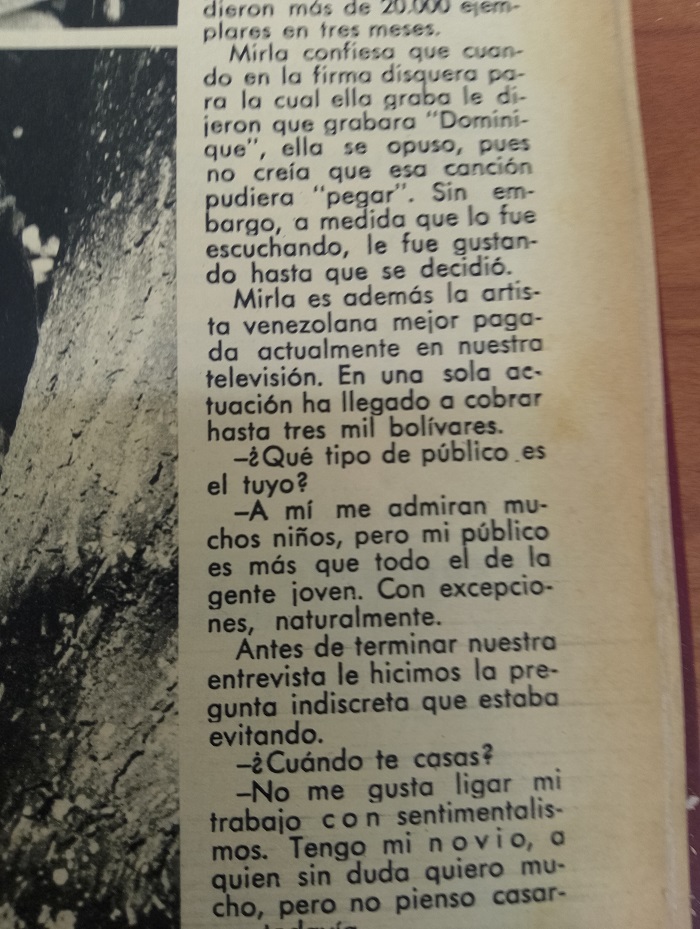 dieron más de 20.000 ejem-
plares en tres meses.
Mirla confiesa que cuan-
do en la firma disquera pa-
ra la cual ella graba le di-
jeron que grabara "Domini-
que", ella se opuso, pues
no creía que esa canción
pudiera "pegar". Sin em-
bargo, a medida que lo fue
escuchando, le fue gustan-
do hasta que se decidió.
Mirla es además la artis-
ta venezolana mejor paga-
da actualmente en nuestra
televisión. En una sola ac-
tuación ha llegado a cobrar
hasta tres mil bolívares.
—¿Qué tipo de público es
el tuyo?
—A mí me admiran mu-
chos niños, pero mi público
es más que todo el de la
gente joven. Con excepcio-
nes, naturalmente.
Antes de terminar nuestra
entrevista le hicimos la pre-
gunta indiscreta que estaba
evitando.
—¿Cuándo te casas?
—No me gusta ligar mi
trabajo con sentimentalis-
mos. Tengo mi novio, a
quien sin duda quiero mu-
cho, pero no pienso casar-
todavía